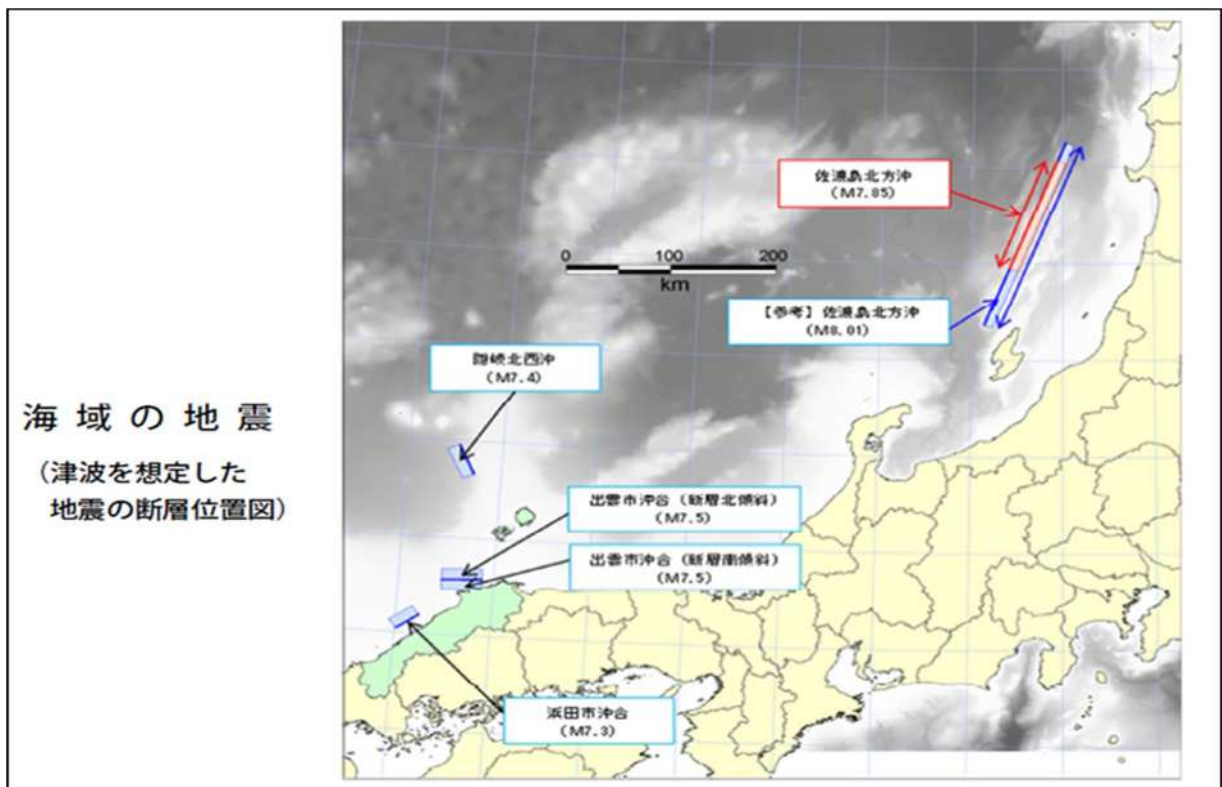 佐渡島北方沖
(M7.85)
0 100 200
km
【参考】佐渡島北方沖
(M8.01)
隠岐北西沖
(M7.4)
海域の地震
(津波を想定した
地震の断層位置図)
出雲市沖合(断層北傾斜)
(M7.5)
出雲市沖合(断層南傾斜)
(M7.5)
浜田市沖合
(M7.3)